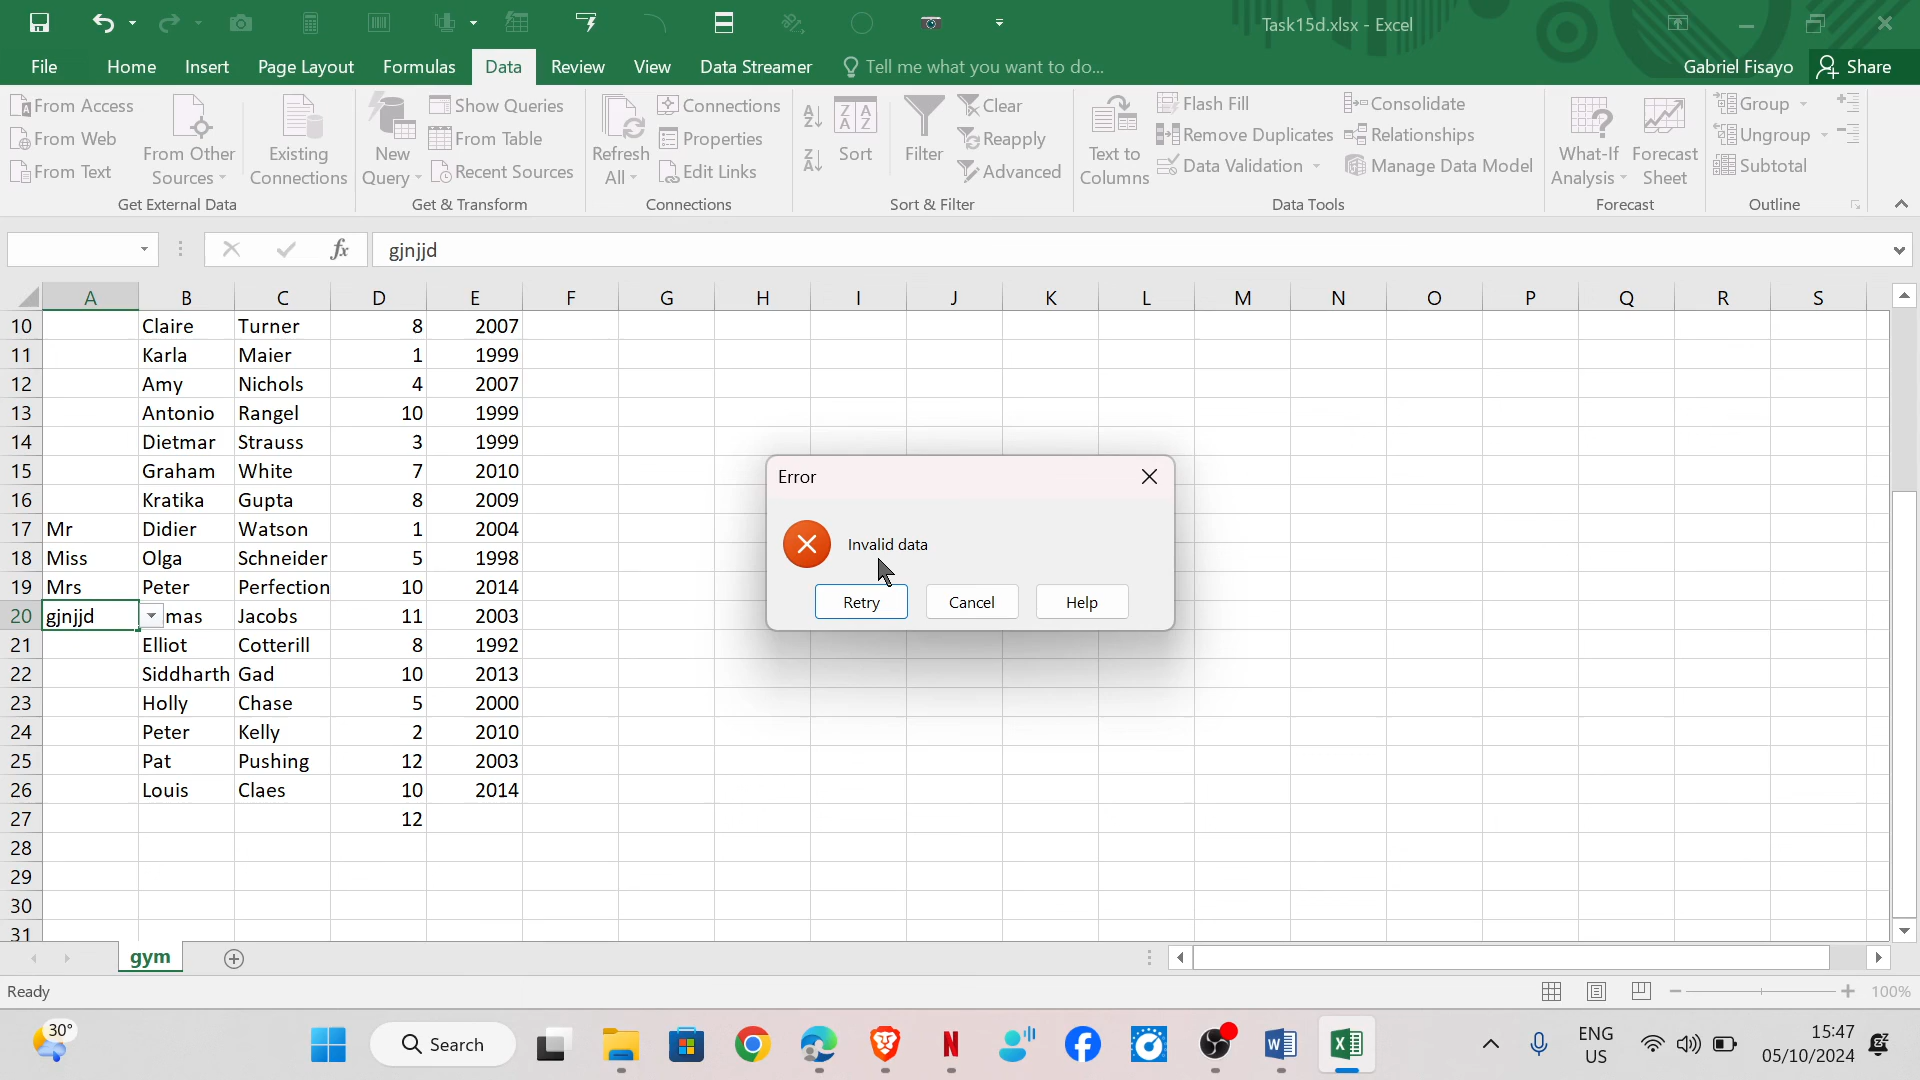 Task15d.xlsx - Excel
File Home Insert Page Layout Formulas Data Review View Data Streamer Tell me what you want to do... Gabriel Fisayo Share
From Access
From Web
From Text
From Other Sources
Existing Connections
Get External Data
New Query
Show Queries
From Table
Recent Sources
Get & Transform
Refresh All
Connections
Properties
Edit Links
Connections
Sort
Filter
Clear
Reapply
Advanced
Sort & Filter
Text to Columns
Flash Fill
Remove Duplicates
Data Validation
Consolidate
Relationships
Manage Data Model
Data Tools
What-If Analysis
Forecast Sheet
Forecast
Group
Ungroup
Subtotal
Outline
fx gjnjjd
A B C D E F G H I J K L M N O P Q R S
10 Claire Turner 8 2007
11 Karla Maier 1 1999
12 Amy Nichols 4 2007
13 Antonio Rangel 10 1999
14 Dietmar Strauss 3 1999
15 Graham White 7 2010
16 Kratika Gupta 8 2009
17 Mr Didier Watson 1 2004
18 Miss Olga Schneider 5 1998
19 Mrs Peter Perfection 10 2014
20 gjnjjd mas Jacobs 11 2003
21 Elliot Cotterill 8 1992
22 Siddharth Gad 10 2013
23 Holly Chase 5 2000
24 Peter Kelly 2 2010
25 Pat Pushing 12 2003
26 Louis Claes 10 2014
27 12
28
29
30
31
Error
Invalid data
Retry Cancel Help
gym
Ready 100%
30° Search ENG US 15:47 05/10/2024